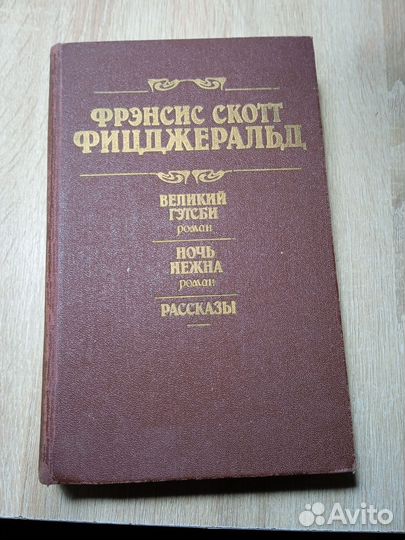 ФРЭНСИС СКОТТ
ФИЦДЖЕРАЛЬД
ВЕЛИКИЙ
ГЭТСБИ
роман
НОЧЬ
НЕЖНА
роман
РАССКАЗЫ
Avito